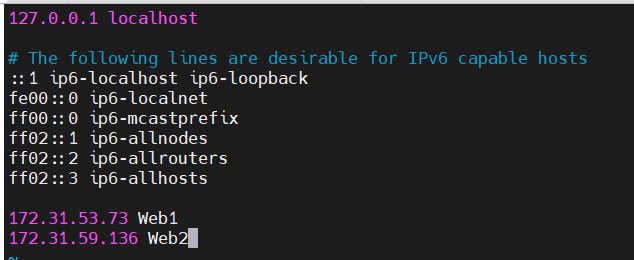 127.0.0.1 localhost
# The following lines are desirable for IPv6 capable hosts
::1 ip6-localhost ip6-loopback
fe00::0 ip6-localnet
ff00::0 ip6-mcastprefix
ff02::1 ip6-allnodes
ff02::2 ip6-allrouters
ff02::3 ip6-allhosts
172.31.53.73 Web1
172.31.59.136 Web2